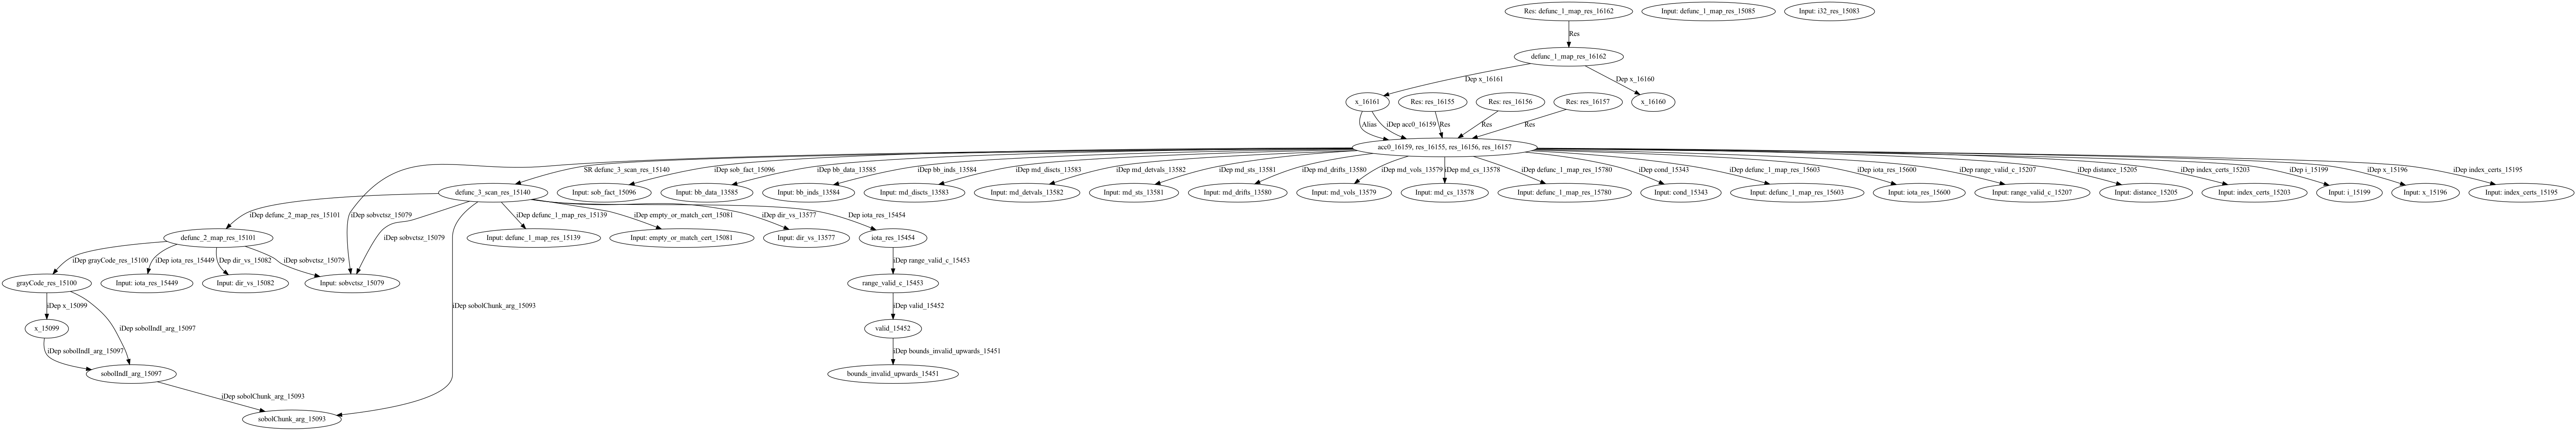 Res: defunc_1_map_res_16162
Input: defunc_1_map_res_15085
Input: i32_res_15083
Res
defunc_1_map_res_16162
Dep x_16161
Dep x_16160
x_16161
Res: res_16155
Res: res_16156
Res: res_16157
x_16160
Alias
iDep acc0_16159
Res
Res
Res
acc0_16159, res_16155, res_16156, res_16157
SR defunc_3_scan_res_15140
iDep sob_fact_15096
iDep bb_data_13585
iDep bb_inds_13584
iDep md_discts_13583
iDep md_detvals_13582
iDep md_sts_13581
iDep md_drifts_13580
iDep md_vols_13579
iDep md_cs_13578
iDep defunc_1_map_res_15780
iDep cond_15343
iDep defunc_1_map_res_15603
iDep iota_res_15600
iDep range_valid_c_15207
iDep distance_15205
iDep index_certs_15203
iDep i_15199
iDep x_15196
iDep index_certs_15195
defunc_3_scan_res_15140
Input: sob_fact_15096
Input: bb_data_13585
Input: bb_inds_13584
Input: md_discts_13583
Input: md_detvals_13582
Input: md_sts_13581
Input: md_drifts_13580
Input: md_vols_13579
Input: md_cs_13578
Input: defunc_1_map_res_15780
Input: cond_15343
Input: defunc_1_map_res_15603
Input: iota_res_15600
Input: range_valid_c_15207
Input: distance_15205
Input: index_certs_15203
Input: i_15199
Input: x_15196
Input: index_certs_15195
iDep defunc_2_map_res_15101
iDep sobvctsz_15079
iDep defunc_1_map_res_15139
iDep empty_or_match_cert_15081
iDep dir_vs_13577
Dep iota_res_15454
iDep sobvctsz_15079
defunc_2_map_res_15101
Input: defunc_1_map_res_15139
Input: empty_or_match_cert_15081
Input: dir_vs_13577
iota_res_15454
iDep grayCode_res_15100
iDep iota_res_15449
Dep dir_vs_15082
iDep sobvctsz_15079
iDep range_valid_c_15453
grayCode_res_15100
Input: iota_res_15449
Input: dir_vs_15082
Input: sobvctsz_15079
range_valid_c_15453
iDep x_15099
iDep sobolChunk_arg_15093
iDep valid_15452
x_15099
iDep sobolIndI_arg_15097
valid_15452
iDep sobolIndI_arg_15097
iDep bounds_invalid_upwards_15451
sobolIndI_arg_15097
bounds_invalid_upwards_15451
iDep sobolChunk_arg_15093
sobolChunk_arg_15093